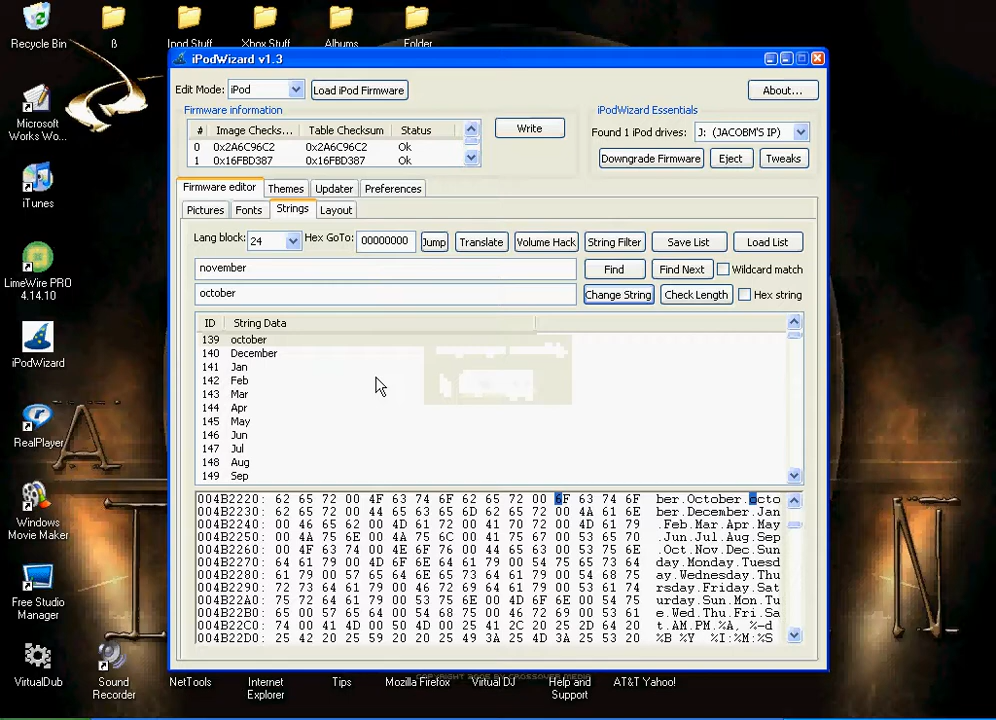 Recycle Bin
ß
Ipod Stuff
Xbox Stuff
Albums
Folder
Microsoft Works Wo...
iTunes
LimeWire PRO 4.14.10
iPodWizard
RealPlayer
Windows Movie Maker
Free Studio Manager
VirtualDub
Sound Recorder
NetTools
Internet Explorer
Tips
Mozilla Firefox
Virtual DJ
Help and Support
AT&T Yahoo!
iPodWizard v1.3
Edit Mode: iPod Load iPod Firmware About...
Firmware information
# Image Checks... Table Checksum Status
0 0x2A6C96C2 0x2A6C96C2 Ok
1 0x16FBD387 0x16FBD387 Ok
Write
iPodWizard Essentials
Found 1 iPod drives: J: (JACOBM'S IP)
Downgrade Firmware Eject Tweaks
Firmware editor Themes Updater Preferences
Pictures Fonts Strings Layout
Lang block: 24 Hex GoTo: 00000000 Jump Translate Volume Hack String Filter Save List Load List
november Find Find Next Wildcard match
october Change String Check Length Hex string
ID String Data
139 october
140 December
141 Jan
142 Feb
143 Mar
144 Apr
145 May
146 Jun
147 Jul
148 Aug
149 Sep
004B2220: 62 65 72 00 4F 63 74 6F 62 65 72 00 6F 63 74 6F ber.October.octo
004B2230: 62 65 72 00 44 65 63 65 6D 62 65 72 00 4A 61 6E ber.December.Jan
004B2240: 00 46 65 62 00 4D 61 72 00 41 70 72 00 4D 61 79 .Feb.Mar.Apr.May
004B2250: 00 4A 75 6E 00 4A 75 6C 00 41 75 67 00 53 65 70 .Jun.Jul.Aug.Sep
004B2260: 00 4F 63 74 00 4E 6F 76 00 44 65 63 00 53 75 6E .Oct.Nov.Dec.Sun
004B2270: 64 61 79 00 4D 6F 6E 64 61 79 00 54 75 65 73 64 day.Monday.Tuesd
004B2280: 61 79 00 57 65 64 6E 65 73 64 61 79 00 54 68 75 ay.Wednesday.Thu
004B2290: 72 73 64 61 79 00 46 72 69 64 61 79 00 53 61 74 rsday.Friday.Sat
004B22A0: 75 72 64 61 79 00 53 75 6E 00 4D 6F 6E 00 54 75 urday.Sun.Mon.Tu
004B22B0: 65 00 57 65 64 00 54 68 75 00 46 72 69 00 53 61 e.Wed.Thu.Fri.Sa
004B22C0: 74 00 41 4D 00 50 4D 00 25 41 2C 20 25 2D 64 20 t.AM.PM.%A, %-d
004B22D0: 25 42 20 25 59 20 20 25 49 3A 25 4D 3A 25 53 20 %B %Y  %I:%M:%S